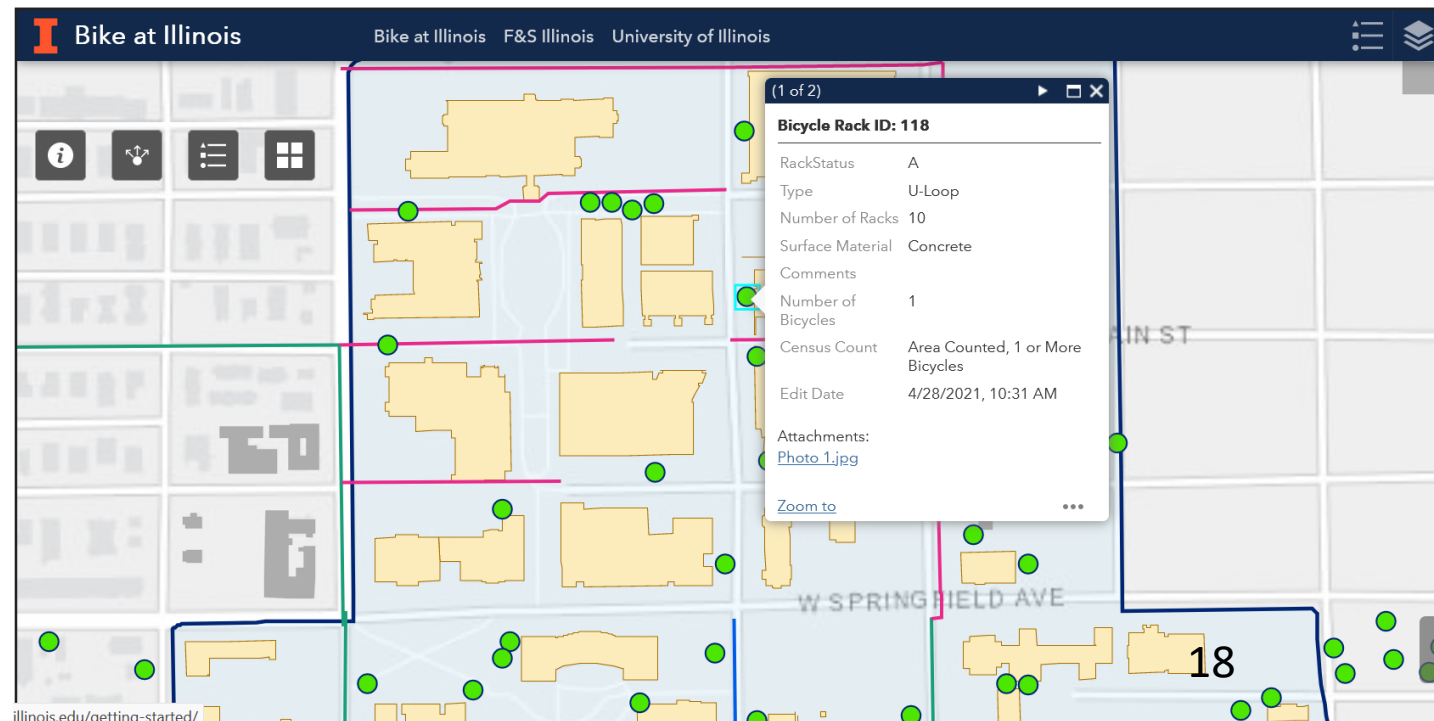 Bike at Illinois
Bike at Illinois F&S Illinois University of Illinois
(1 of 2)
Bicycle Rack ID: 118
RackStatus A
Type U-Loop
Number of Racks 10
Surface Material Concrete
Comments
Number of Bicycles 1
Census Count Area Counted, 1 or More
Bicycles
Edit Date 4/28/2021, 10:31 AM
Attachments:
Photo 1.jpg
Zoom to
AIN ST
W SPRINGFIELD AVE
18
illinois.edu/getting-started/